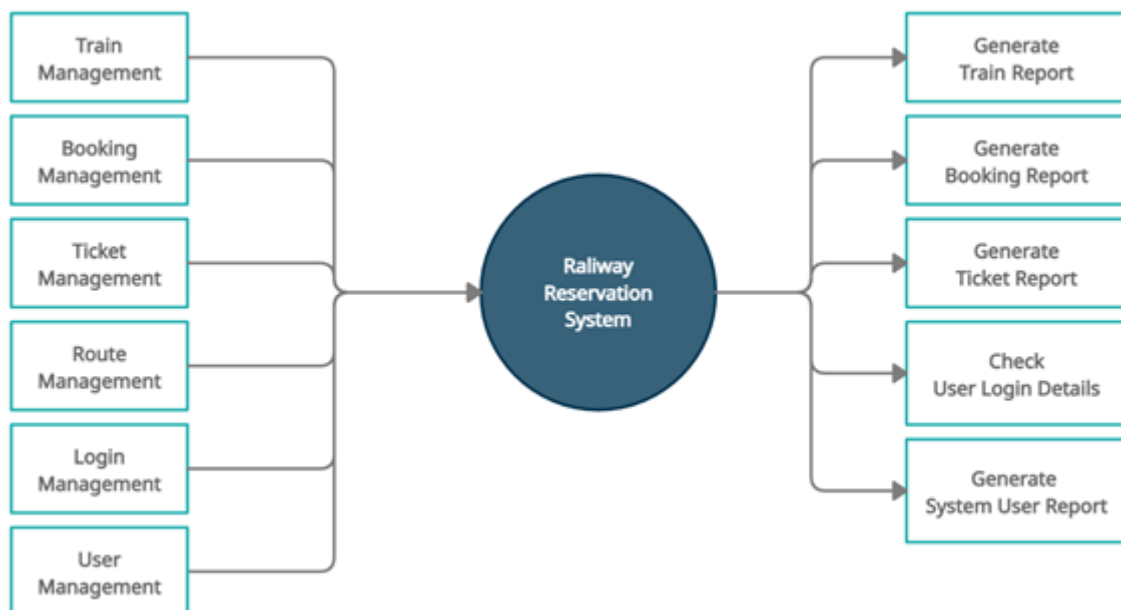 Train
Management
Booking
Management
Ticket
Management
Route
Management
Login
Management
User
Management
Raliway
Reservation
System
Generate
Train Report
Generate
Booking Report
Generate
Ticket Report
Check
User Login Details
Generate
System User Report